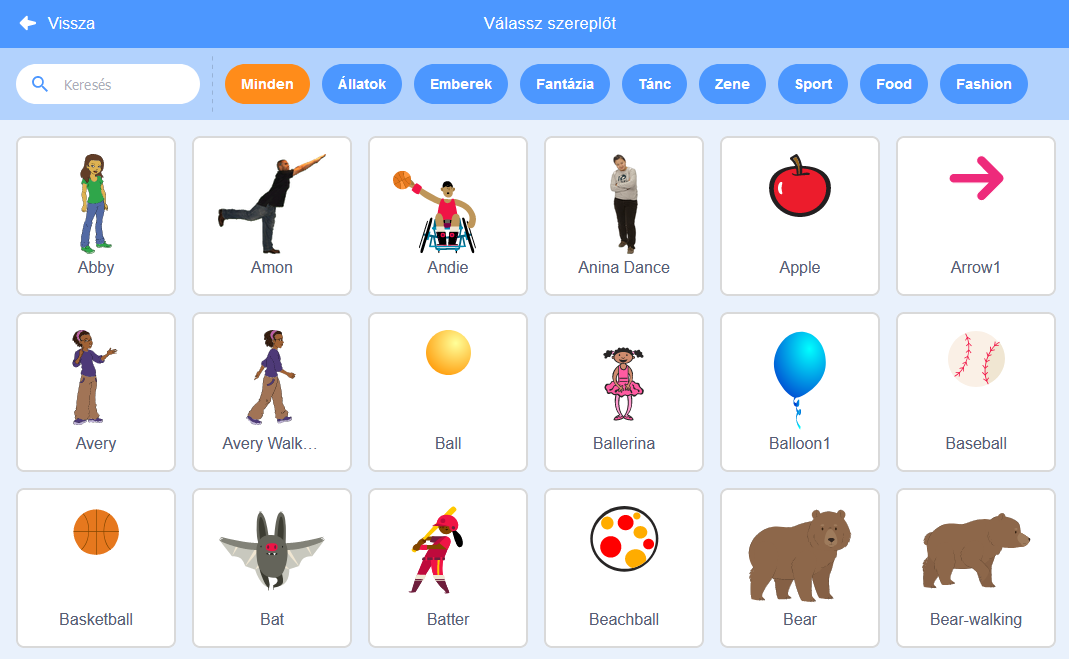 Vissza
Válassz szereplőt
Keresés
Minden
Állatok
Emberek
Fantázia
Tánc
Zene
Sport
Food
Fashion
Abby
Amon
Andie
Anina Dance
Apple
Arrow1
Avery
Avery Walk…
Ball
Ballerina
Balloon1
Baseball
Basketball
Bat
Batter
Beachball
Bear
Bear-walking